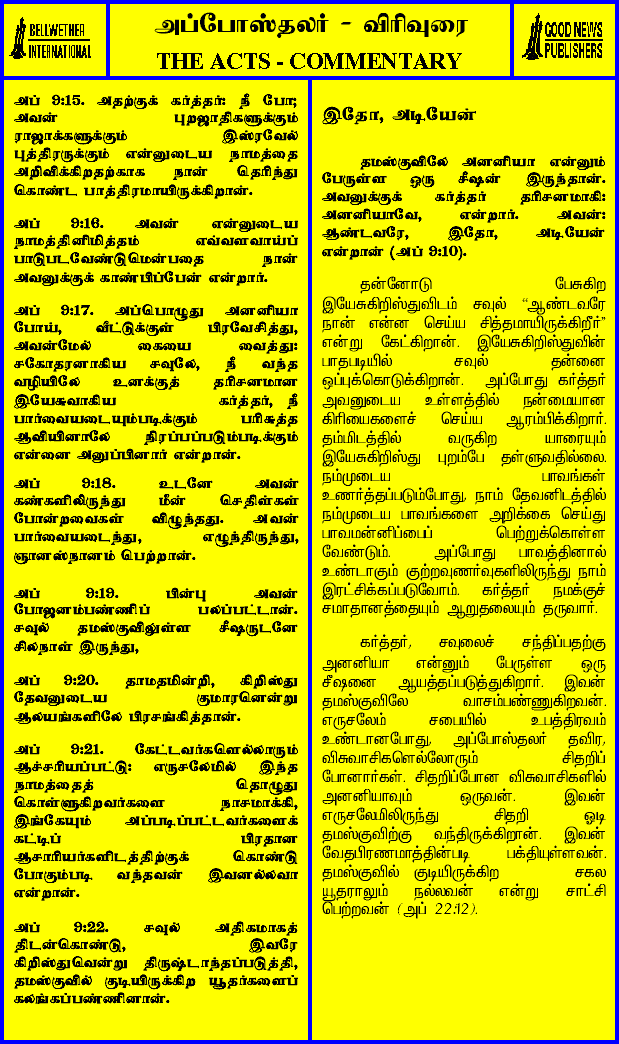 BELLWETHER
INTERNATIONAL
அப்போஸ்தலர் - விரிவுரை
THE ACTS - COMMENTARY
GOOD NEWS
PUBLISHERS
அப் 9:15. அதற்குக் கர்த்தர்: நீ போ;
அவன் புறஜாதிகளுக்கும்
ராஜாக்களுக்கும் இஸ்ரவேல்
புத்திரருக்கும் என்னுடைய நாமத்தை
அறிவிக்கிறதற்காக நான் தெரிந்து
கொண்ட பாத்திரமாயிருக்கிறான்.
அப் 9:16. அவன் என்னுடைய
நாமத்தினிமித்தம் எவ்வளவாய்ப்
பாடுபடவேண்டுமென்பதை நான்
அவனுக்குக் காண்பிப்பேன் என்றார்.
அப் 9:17. அப்பொழுது அனனியா
போய், வீட்டுக்குள் பிரவேசித்து,
அவன்மேல் கையை வைத்து:
சகோதரனாகிய சவுலே, நீ வந்த
வழியிலே உனக்குத் தரிசனமான
இயேசுவாகிய கர்த்தர், நீ
பார்வையடையும்படிக்கும் பரிசுத்த
ஆவியினாலே நிரப்பப்படும்படிக்கும்
என்னை அனுப்பினார் என்றான்.
அப் 9:18. உடனே அவன்
கண்களிலிருந்து மீன் செதிள்கள்
போன்றவைகள் விழுந்தது. அவன்
பார்வையடைந்து, எழுந்திருந்து,
ஞானஸ்நானம் பெற்றான்.
அப் 9:19. பின்பு அவன்
போஜனம்பண்ணிப் பலப்பட்டான்.
சவுல் தமஸ்குவிலுள்ள சீஷருடனே
சிலநாள் இருந்து,
அப் 9:20. தாமதமின்றி, கிறிஸ்து
தேவனுடைய குமாரனென்று
ஆலயங்களிலே பிரசங்கித்தான்.
அப் 9:21. கேட்டவர்களெல்லாரும்
ஆச்சரியப்பட்டு: எருசலேமில் இந்த
நாமத்தைத் தொழுது
கொள்ளுகிறவர்களை நாசமாக்கி,
இங்கேயும் அப்படிப்பட்டவர்களைக்
கட்டிப் பிரதான
ஆசாரியர்களிடத்திற்குக் கொண்டு
போகும்படி வந்தவன் இவனல்லவா
என்றான்.
அப் 9:22. சவுல் அதிகமாகத்
திடன்கொண்டு, இவரே
கிறிஸ்துவென்று திருஷ்டாந்தப்படுத்தி,
தமஸ்குவில் குடியிருக்கிற யூதர்களைப்
கலங்கப்பண்ணினான்.
இதோ, அடியேன்
தமஸ்குவிலே அனனியா என்னும்
பேருள்ள ஒரு சீஷன் இருந்தான்.
அவனுக்குக் கர்த்தர் தரிசனமாகி:
அனனியாவே, என்றார். அவன்:
ஆண்டவரே, இதோ, அடியேன்
என்றான் (அப் 9:10).
தன்னோடு பேசுகிற
இயேசுகிறிஸ்துவிடம் சவுல் “ஆண்டவரே
நான் என்ன செய்ய சித்தமாயிருக்கிறீர்”
என்று கேட்கிறான். இயேசுகிறிஸ்துவின்
பாதபடியில் சவுல் தன்னை
ஒப்புக்கொடுக்கிறான். அப்போது கர்த்தர்
அவனுடைய உள்ளத்தில் நன்மையான
கிரியைகளைச் செய்ய ஆரம்பிக்கிறார்.
தம்மிடத்தில் வருகிற யாரையும்
இயேசுகிறிஸ்து புறம்பே தள்ளுவதில்லை.
நம்முடைய பாவங்கள்
உணர்த்தப்படும்போது, நாம் தேவனிடத்தில்
நம்முடைய பாவங்களை அறிக்கை செய்து
பாவமன்னிப்பைப் பெற்றுக்கொள்ள
வேண்டும். அப்போது பாவத்தினால்
உண்டாகும் குற்றவுணர்வுகளிலிருந்து நாம்
இரட்சிக்கப்படுவோம். கர்த்தர் நமக்குச்
சமாதானத்தையும் ஆறுதலையும் தருவார்.
கர்த்தர், சவுலைச் சந்திப்பதற்கு
அனனியா என்னும் பேருள்ள ஒரு
சீஷனை ஆயத்தப்படுத்துகிறார். இவன்
தமஸ்குவிலே வாசம்பண்ணுகிறவன்.
எருசலேம் சபையில் உபத்திரவம்
உண்டானபோது, அப்போஸ்தலர் தவிர,
விசுவாசிகளெல்லோரும் சிதறிப்
போனார்கள். சிதறிப்போன விசுவாசிகளில்
அனனியாவும் ஒருவன். இவன்
எருசலேமிலிருந்து சிதறி ஓடி
தமஸ்குவிற்கு வந்திருக்கிறான். இவன்
வேதபிரணமாத்தின்படி பக்தியுள்ளவன்.
தமஸ்குவில் குடியிருக்கிற சகல
யூதராலும் நல்லவன் என்று சாட்சி
பெற்றவன் (அப் 22:12).